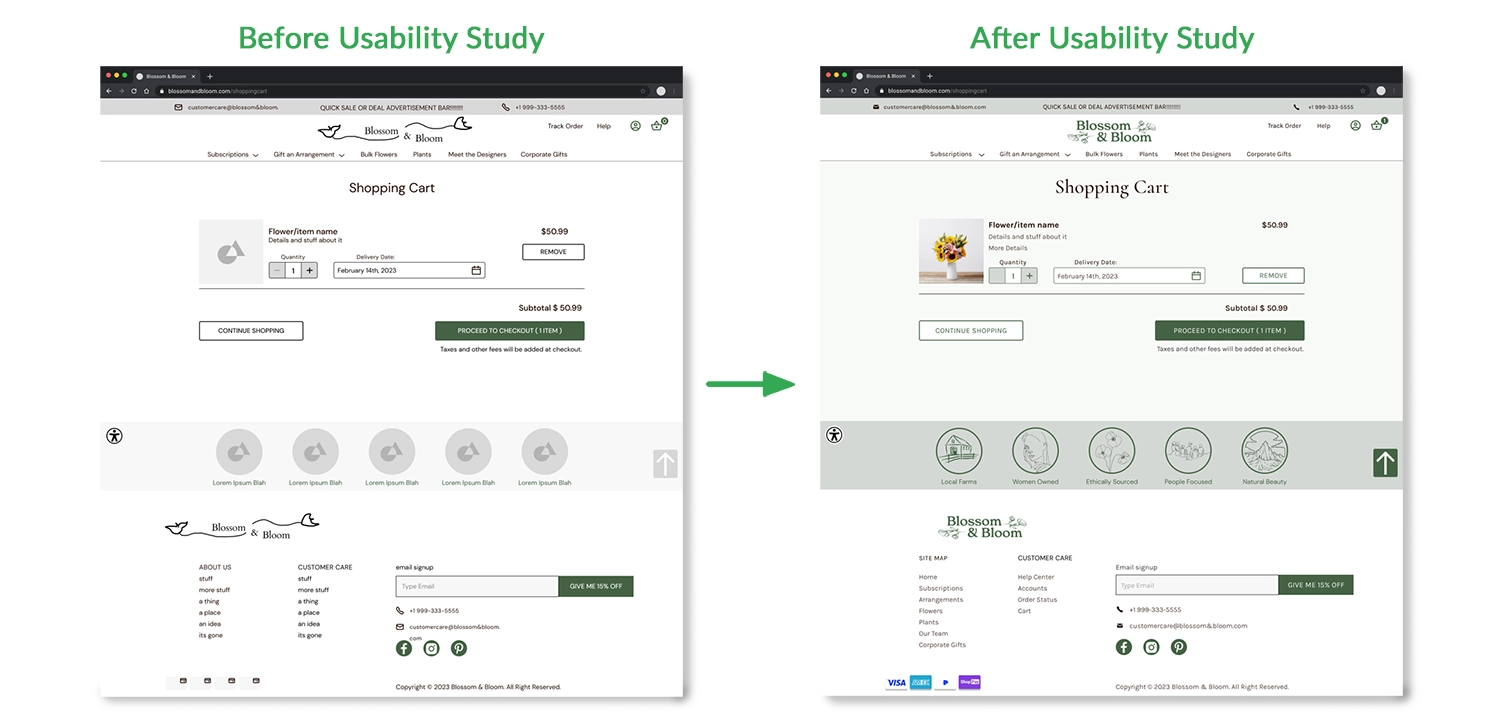 Before Usability Study
Blossom & Bloom
blossomandbloom.com/shoppingcart
customercare@blossom&bloom.
QUICK SALE OR DEAL ADVERTISEMENT BAR!!!!!!!!
+1 999-333-5555
Blossom
& Bloom
Track Order
Help
0
Subscriptions
Gift an Arrangement
Bulk Flowers
Plants
Meet the Designers
Corporate Gifts
Shopping Cart
Flower/item name
Details and stuff about it
$50.99
REMOVE
Quantity
1
Delivery Date:
February 14th, 2023
Subtotal $ 50.99
CONTINUE SHOPPING
PROCEED TO CHECKOUT ( 1 ITEM )
Taxes and other fees will be added at checkout.
Lorem Ipsum Blah
Lorem Ipsum Blah
Lorem Ipsum Blah
Lorem Ipsum Blah
Lorem Ipsum Blah
Blossom
& Bloom
ABOUT US
stuff
more stuff
a thing
a place
an idea
its gone
CUSTOMER CARE
stuff
more stuff
a thing
a place
an idea
its gone
email signup
Type Email
GIVE ME 15% OFF
+1 999-333-5555
customercare@blossom&bloom.
com
Copyright © 2023 Blossom & Bloom. All Right Reserved.
After Usability Study
Blossom & Bloom
blossomandbloom.com/shoppingcart
customercare@blossom&bloom.com
QUICK SALE OR DEAL ADVERTISEMENT BAR!!!!!!!!
+1 999-333-5555
Blossom
& Bloom
Track Order
Help
1
Subscriptions
Gift an Arrangement
Bulk Flowers
Plants
Meet the Designers
Corporate Gifts
Shopping Cart
Flower/item name
Details and stuff about it
More Details
$50.99
Quantity
1
Delivery Date:
February 14th, 2023
REMOVE
Subtotal $ 50.99
CONTINUE SHOPPING
PROCEED TO CHECKOUT ( 1 ITEM )
Taxes and other fees will be added at checkout.
Local Farms
Women Owned
Ethically Sourced
People Focused
Natural Beauty
Blossom
& Bloom
SITE MAP
Home
Subscriptions
Arrangements
Flowers
Plants
Our Team
Corporate Gifts
CUSTOMER CARE
Help Center
Accounts
Order Status
Cart
Email signup
Type Email
GIVE ME 15% OFF
+1 999-333-5555
customercare@blossom&bloom.com
VISA
AMEX
Shop Pay
Copyright © 2023 Blossom & Bloom. All Right Reserved.